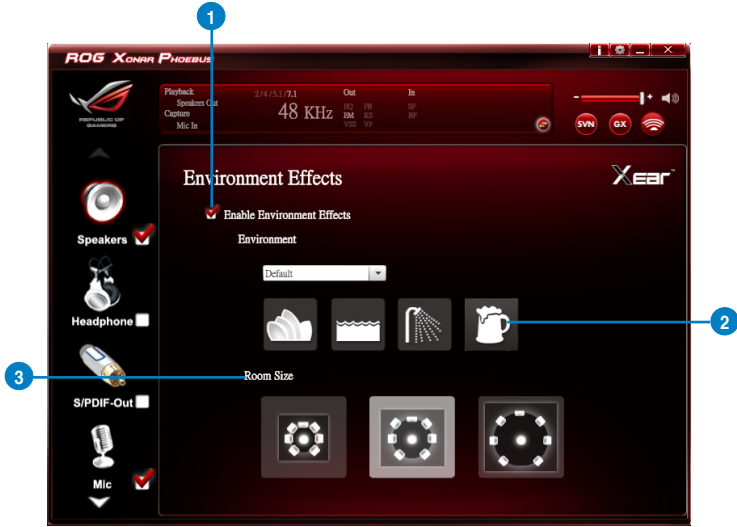 1
ROG XONAR PHOEBUS
REPUBLIC OF
GAMERS
Playback
2/4/5.1/7.1
Out
In
Speakers Out
48 KHz
HQ PB
EM KS
VSS VF
SF
BF
Capture
Mic In
- +
SVN GX
Environment Effects
Xear™
Enable Environment Effects
Environment
Default
2
3
Room Size
Speakers
Headphone
S/PDIF-Out
Mic